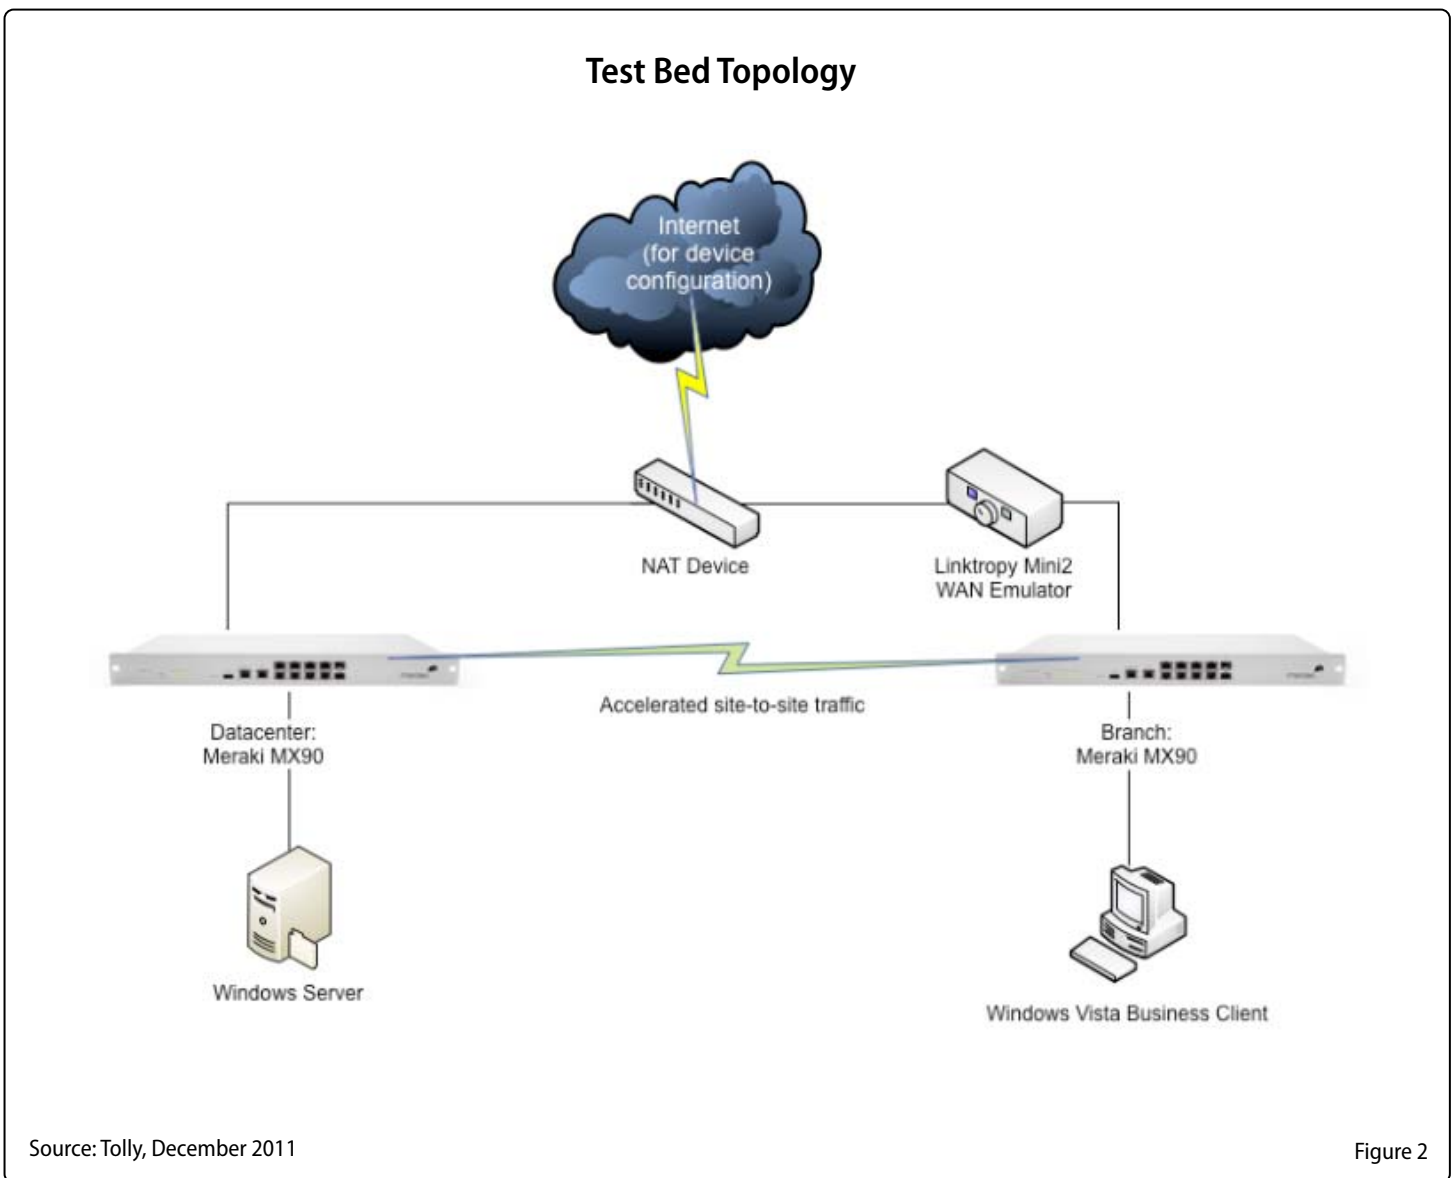 Test Bed Topology
Internet
(for device
configuration)
NAT Device
Linktropy Mini2
WAN Emulator
Accelerated site-to-site traffic
Datacenter:
Meraki MX90
Branch:
Meraki MX90
Windows Server
Windows Vista Business Client
Source: Tolly, December 2011
Figure 2